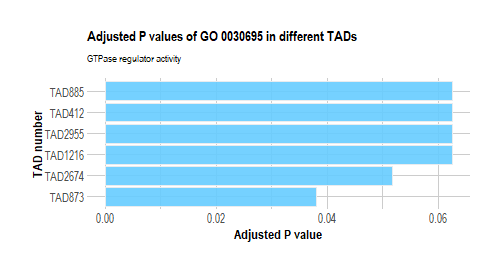 Adjusted P values of GO 0030695 in different TADs
GTPase regulator activity
TAD885
TAD412
TAD2955
TAD1216
TAD2674
TAD873
TAD number
0.00 0.02 0.04 0.06
Adjusted P value